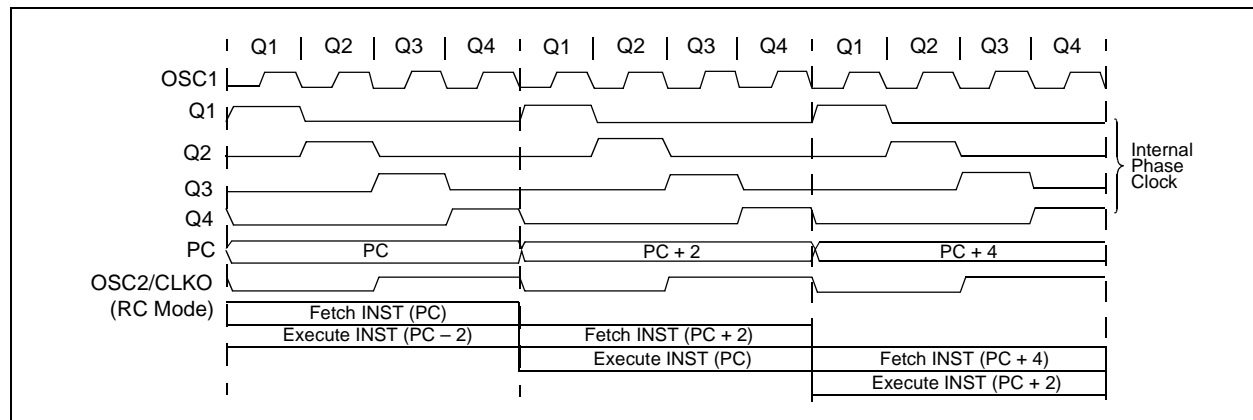 Q1 | Q2 | Q3 | Q4 | Q1 | Q2 | Q3 | Q4 | Q1 | Q2 | Q3 | Q4
OSC1
Q1
Q2
Q3
Q4
Internal
Phase
Clock
PC
PC
PC + 2
PC + 4
OSC2/CLKO
(RC Mode)
Fetch INST (PC)
Execute INST (PC – 2)
Fetch INST (PC + 2)
Execute INST (PC)
Fetch INST (PC + 4)
Execute INST (PC + 2)